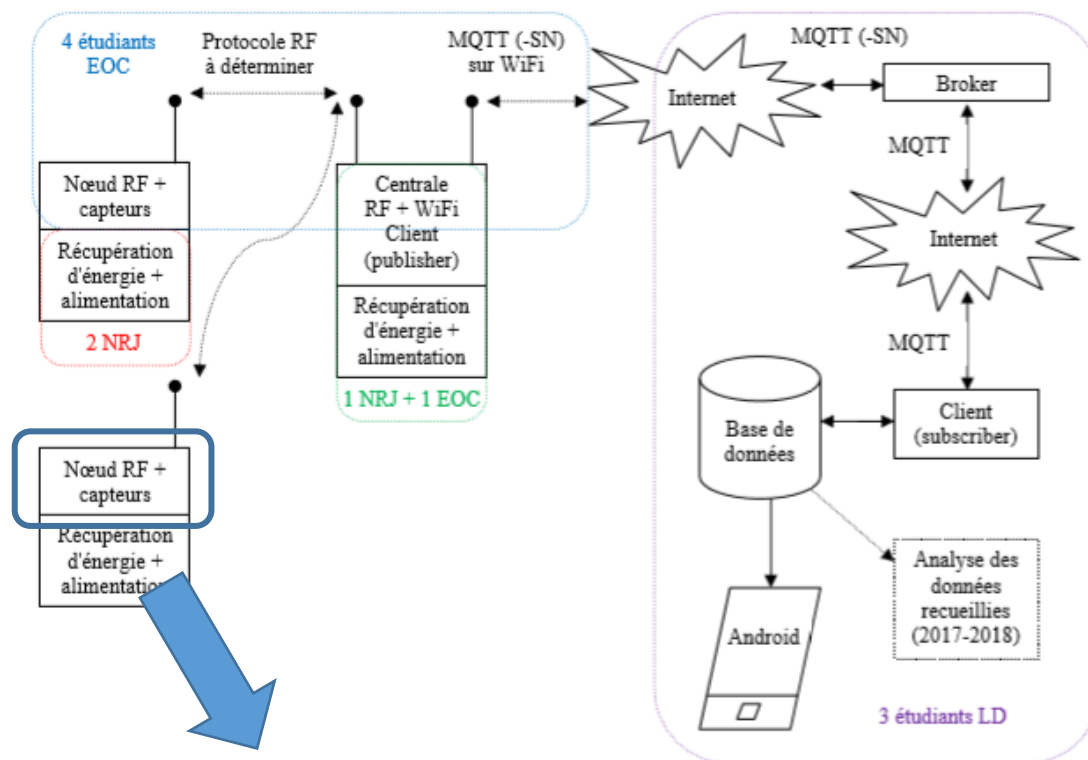 4 étudiants
EOC
Protocole RF
à déterminer
MQTT (-SN)
sur WiFi
MQTT (-SN)
Internet
Broker
MQTT
Nœud RF +
capteurs
Récupération
d'énergie +
alimentation
2 NRJ
Centrale
RF + WiFi
Client
(publisher)
Récupération
d'énergie +
alimentation
1 NRJ + 1 EOC
Internet
MQTT
Client
(subscriber)
Base de
données
Nœud RF +
capteurs
Récupération
d'énergie +
alimentation
Android
Analyse des
données
recueillies
(2017-2018)
3 étudiants LD